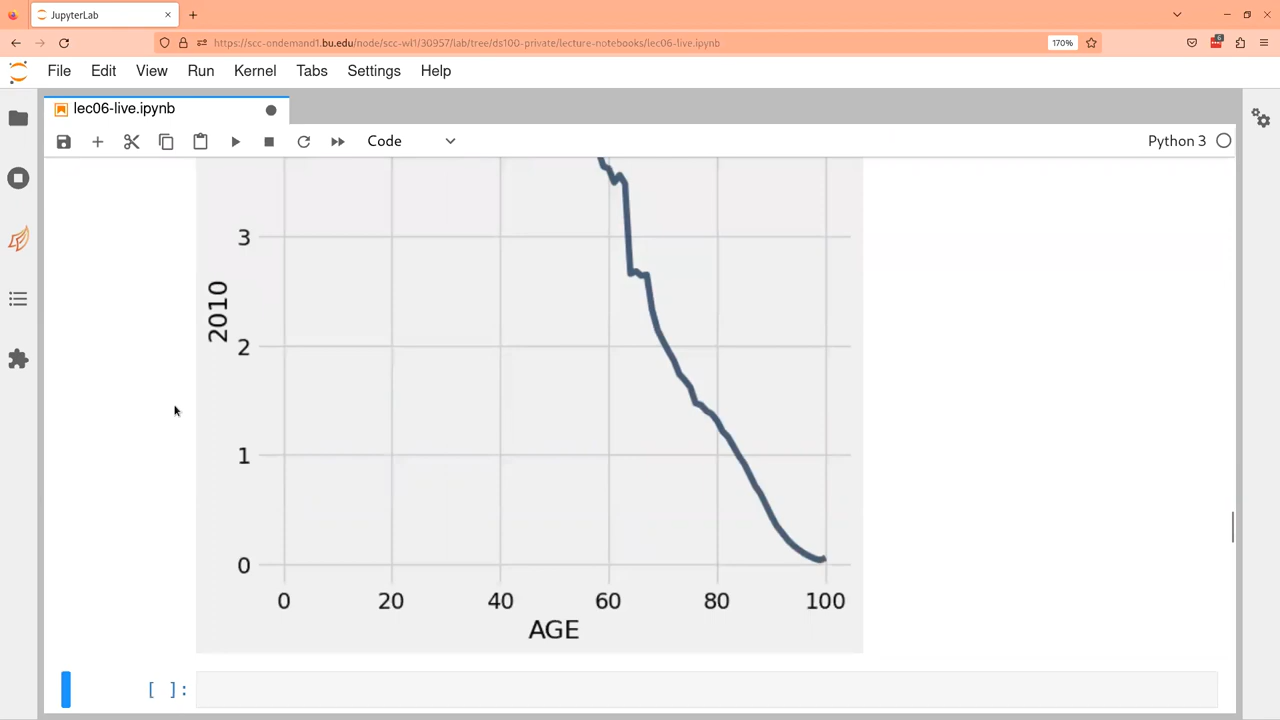 JupyterLab
https://scc-ondemand1.bu.edu/node/scc-wl1/30957/lab/tree/ds100-private/lecture-notebooks/lec06-live.ipynb
170%
6
File Edit View Run Kernel Tabs Settings Help
lec06-live.ipynb
Code
Python 3
3
2010
2
1
0
0 20 40 60 80 100
AGE
[ ]: